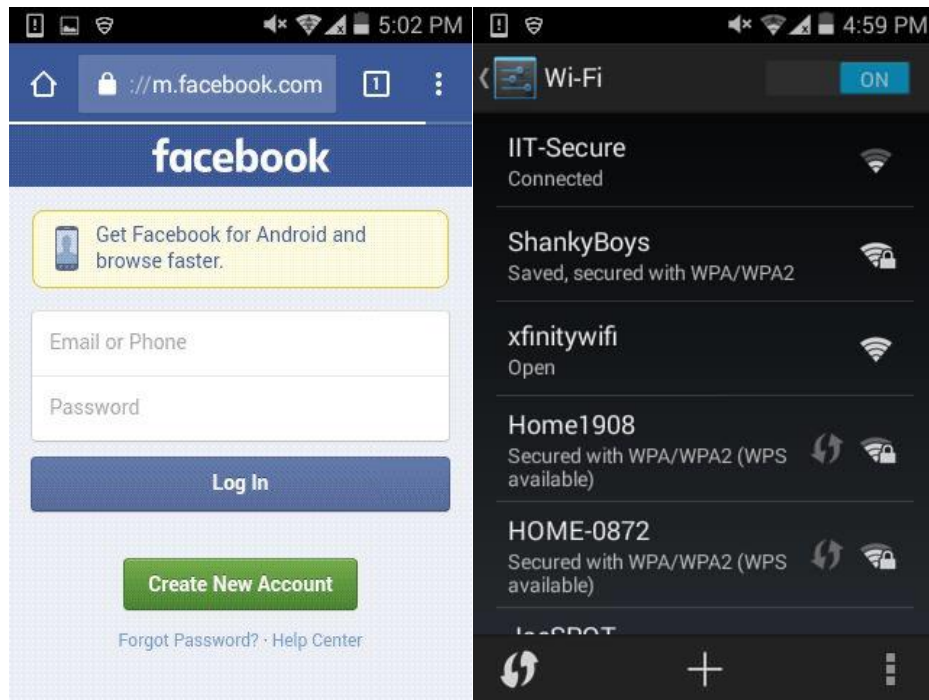 5:02 PM
://m.facebook.com
1
facebook
Get Facebook for Android and
browse faster.
Email or Phone
Password
Log In
Create New Account
Forgot Password? · Help Center
4:59 PM
Wi-Fi
ON
IIT-Secure
Connected
ShankyBoys
Saved, secured with WPA/WPA2
xfinitywifi
Open
Home1908
Secured with WPA/WPA2 (WPS
available)
HOME-0872
Secured with WPA/WPA2 (WPS
available)